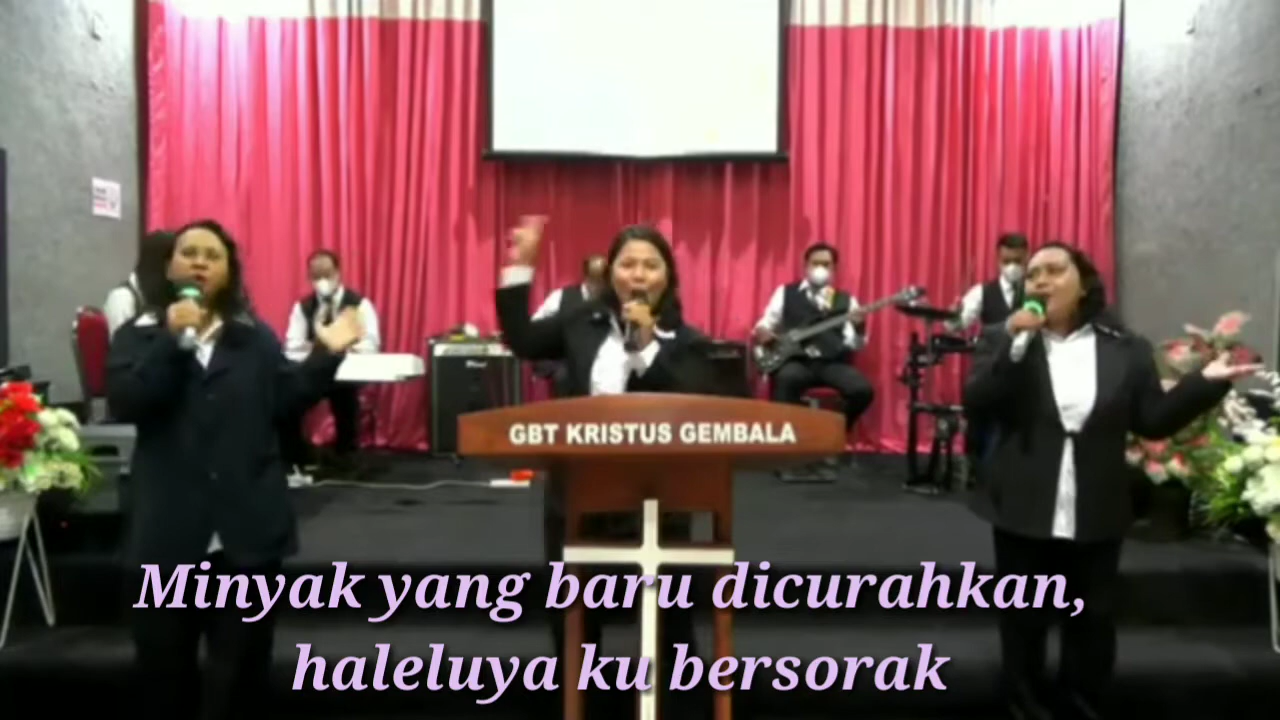 GBT KRISTUS GEMBALA
Minyak yang baru dicurahkan,
haleluya ku bersorak